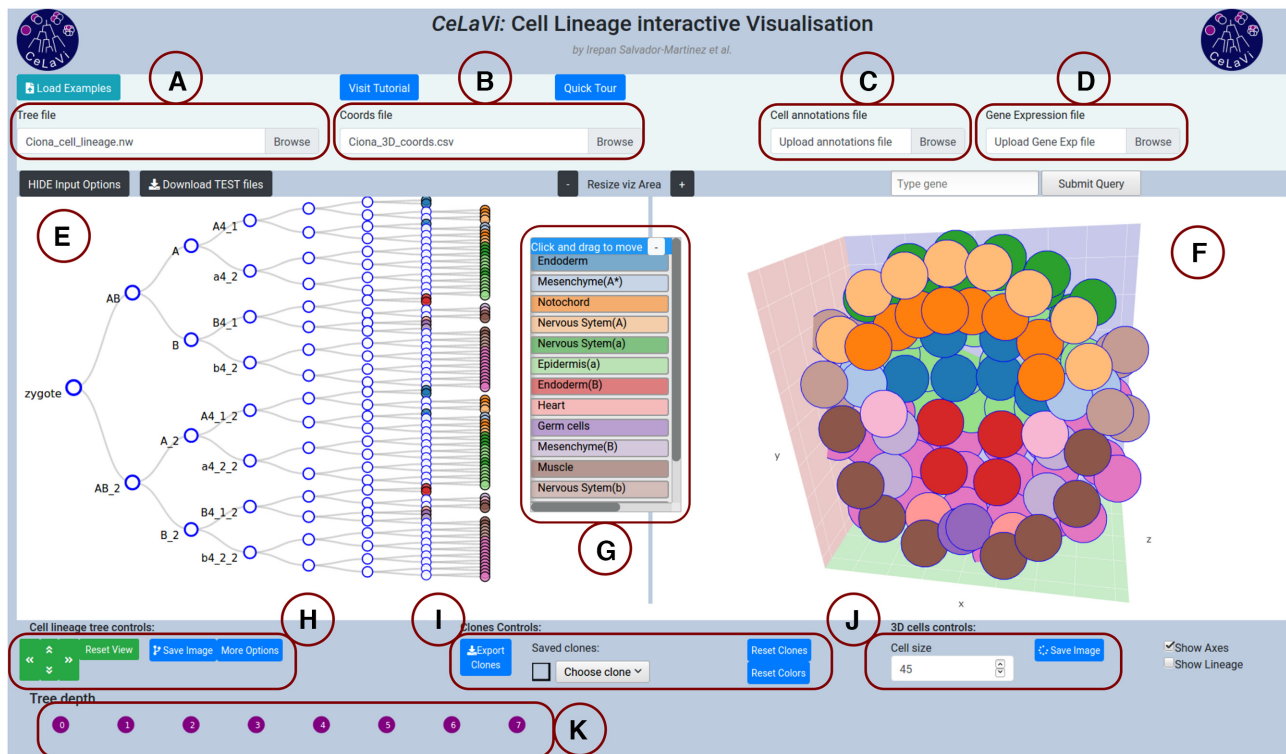 CeLaVi: Cell Lineage interactive Visualisation
by Irepan Salvador-Martinez et al.
CeLaVi
CeLaVi
A
B
C
D
Load Examples
Visit Tutorial
Quick Tour
Tree file
Coords file
Cell annotations file
Gene Expression file
Ciona_cell_lineage.nw
Browse
Ciona_3D_coords.csv
Browse
Upload annotations file
Browse
Upload Gene Exp file
Browse
HIDE Input Options
Download TEST files
-
Resize viz Area
+
Type gene
Submit Query
E
F
zygote
AB
AB_2
A
B
A_2
B_2
A4_1
a4_2
B4_1
b4_2
A4_1_2
a4_2_2
B4_1_2
b4_2_2
Click and drag to move
-
Endoderm
Mesenchyme(A*)
Notochord
Nervous Sytem(A)
Nervous Sytem(a)
Epidermis(a)
Endoderm(B)
Heart
Germ cells
Mesenchyme(B)
Muscle
Nervous Sytem(b)
G
y
x
z
H
I
J
Cell lineage tree controls:
Clones Controls:
3D cells controls:
« »
Reset View
Save Image
More Options
Export
Clones
Saved clones:
Choose clone
Reset Clones
Reset Colors
Cell size
45
Save Image
Show Axes
Show Lineage
Tree depth
0 1 2 3 4 5 6 7
K